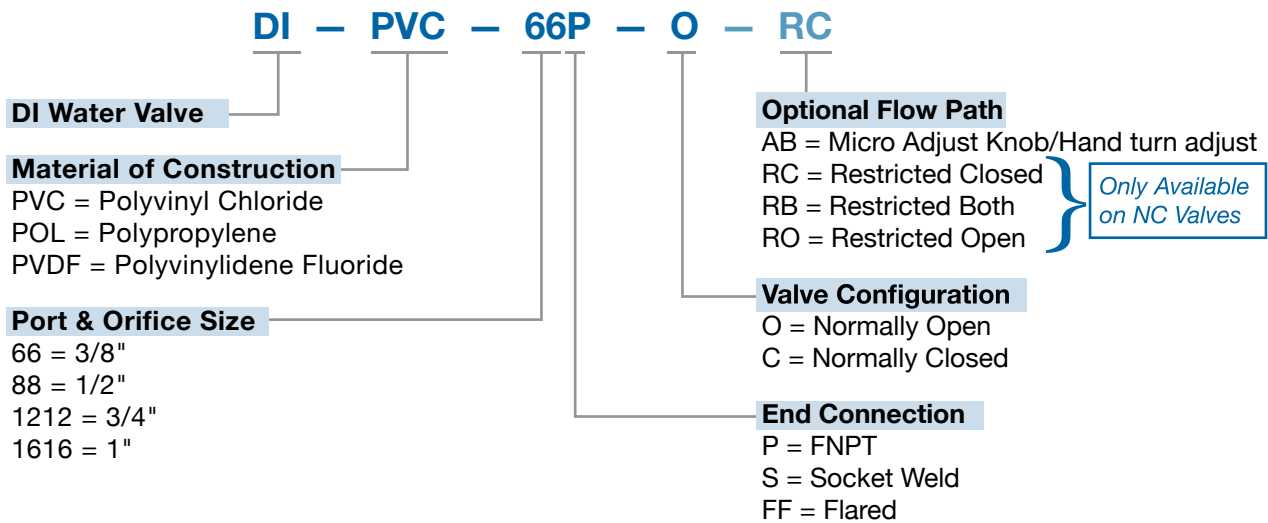 DI — PVC — 66P — O — RC
DI Water Valve
Material of Construction
PVC = Polyvinyl Chloride
POL = Polypropylene
PVDF = Polyvinylidene Fluoride
Port & Orifice Size
66 = 3/8"
88 = 1/2"
1212 = 3/4"
1616 = 1"
Optional Flow Path
AB = Micro Adjust Knob/Hand turn adjust
RC = Restricted Closed
RB = Restricted Both
RO = Restricted Open
Only Available
on NC Valves
Valve Configuration
O = Normally Open
C = Normally Closed
End Connection
P = FNPT
S = Socket Weld
FF = Flared